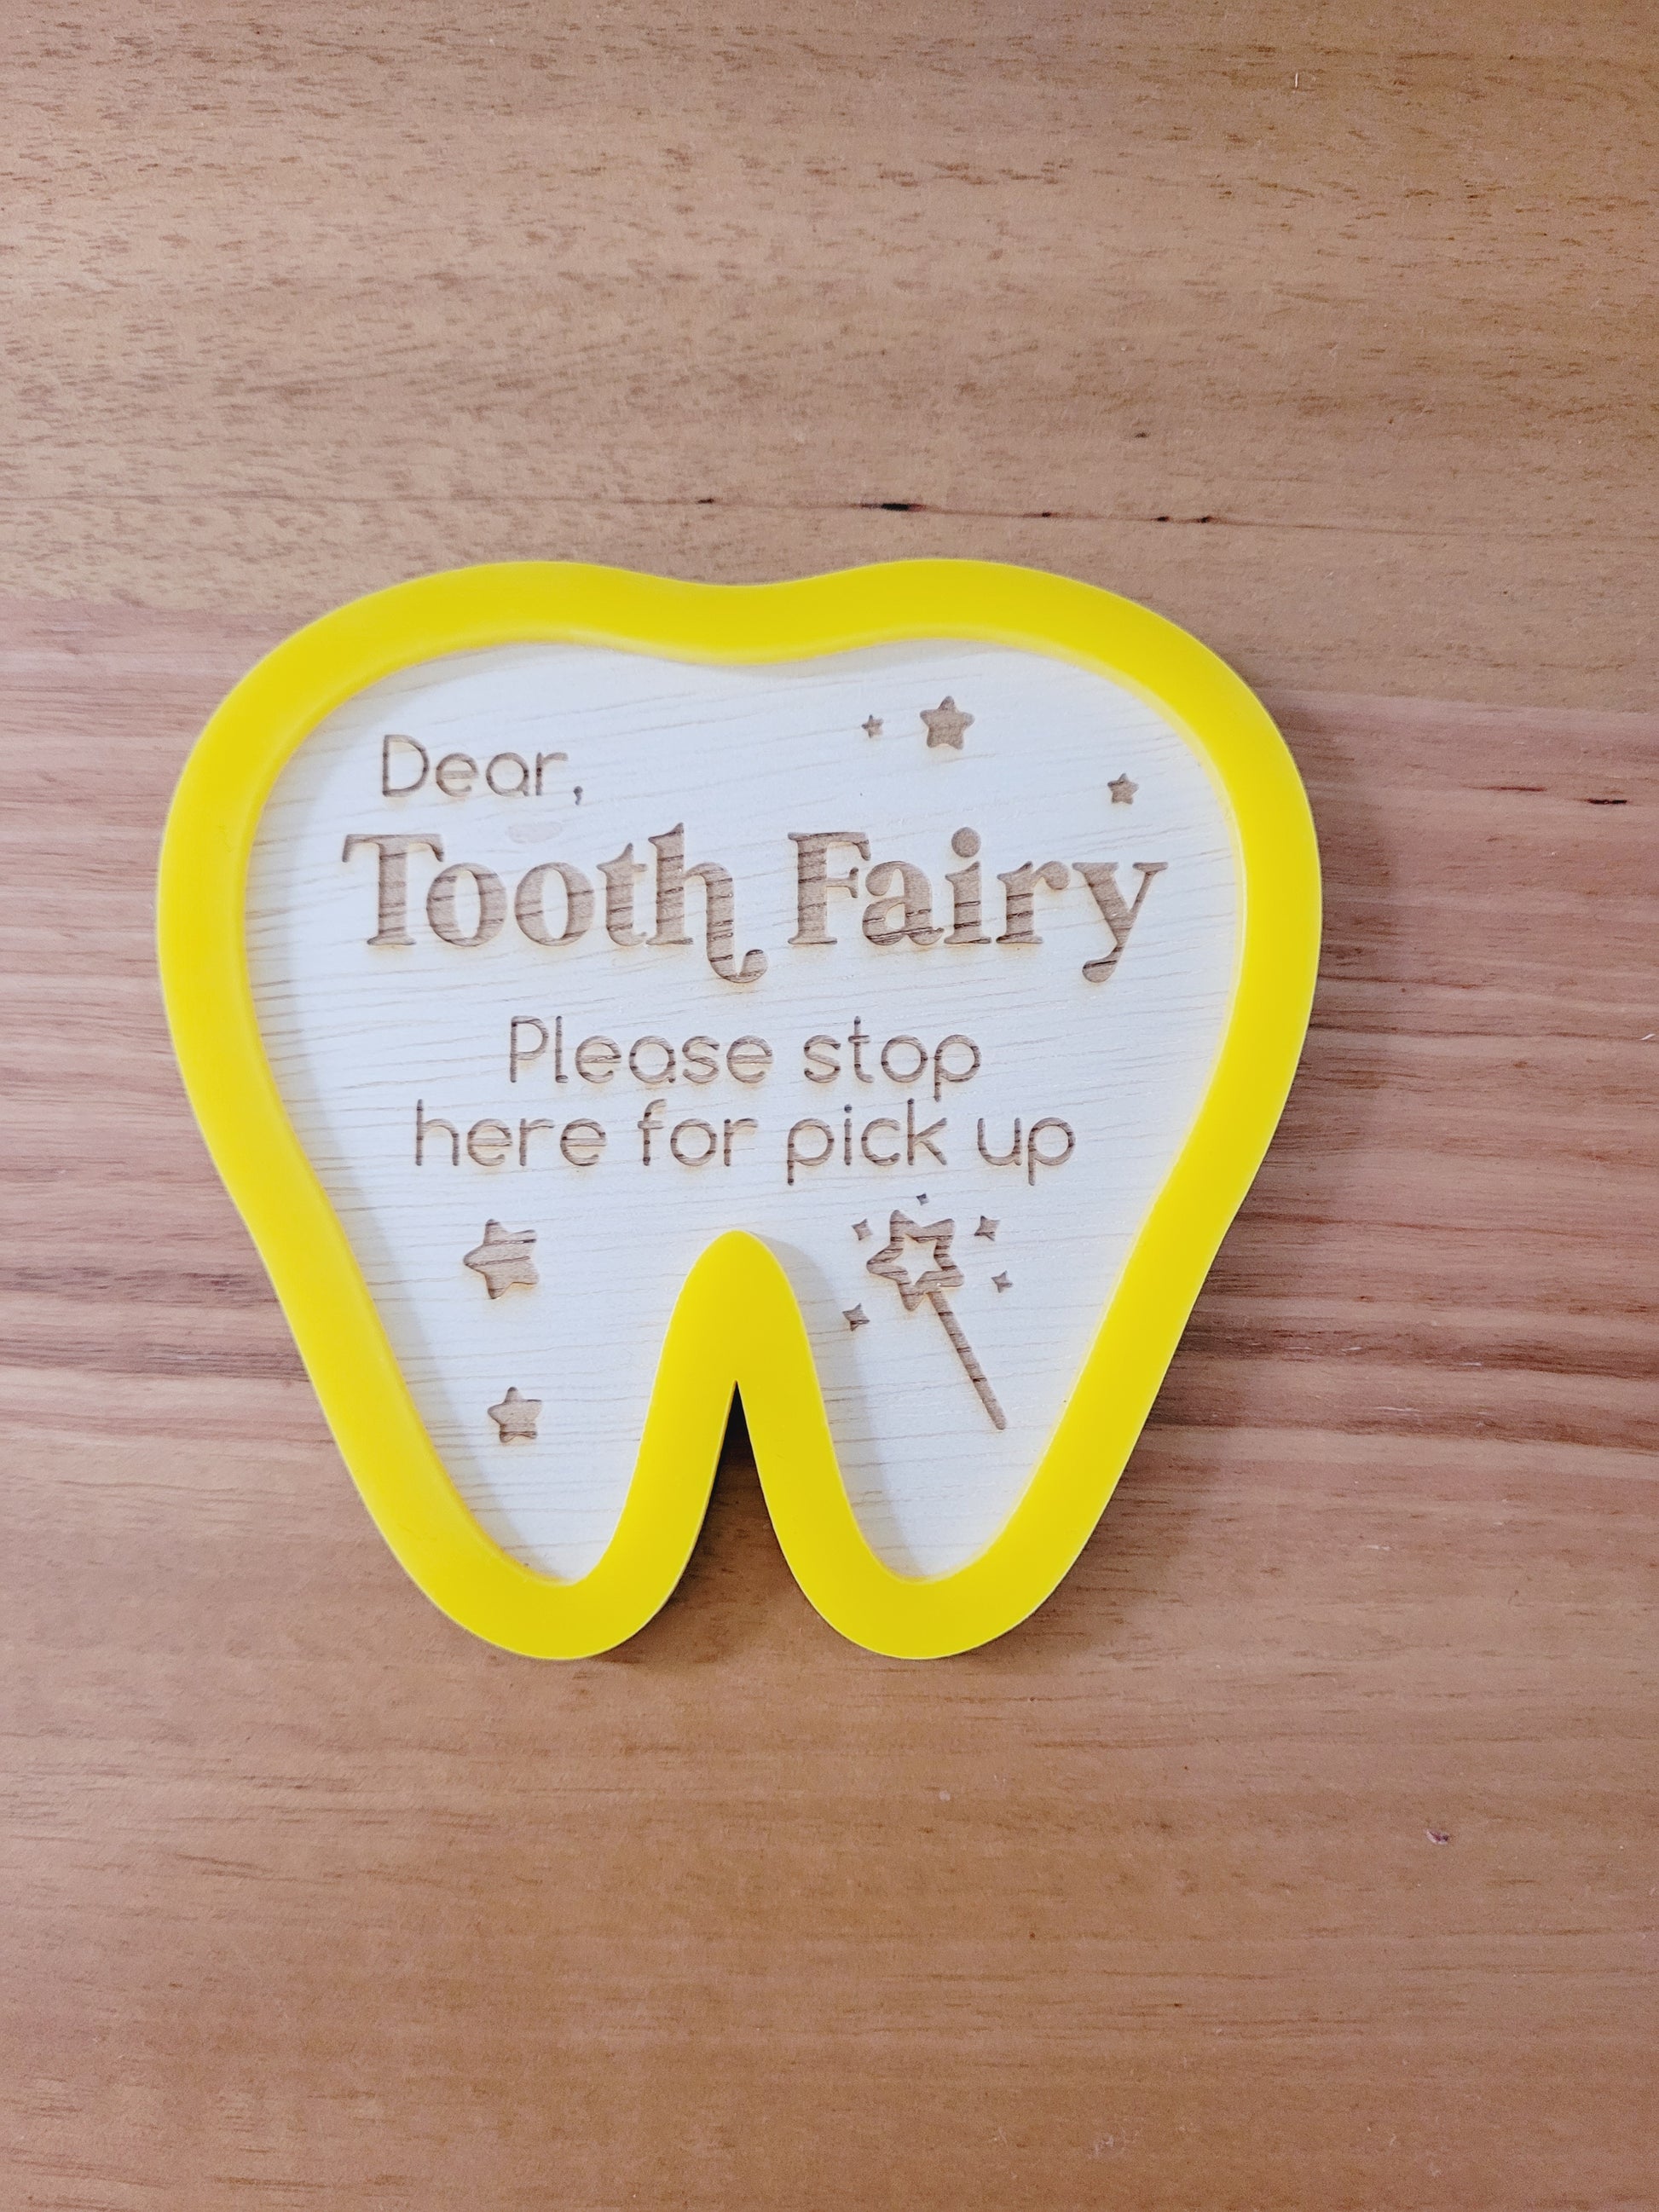 Dear,
Tooth Fairy
Please stop
here for pick up